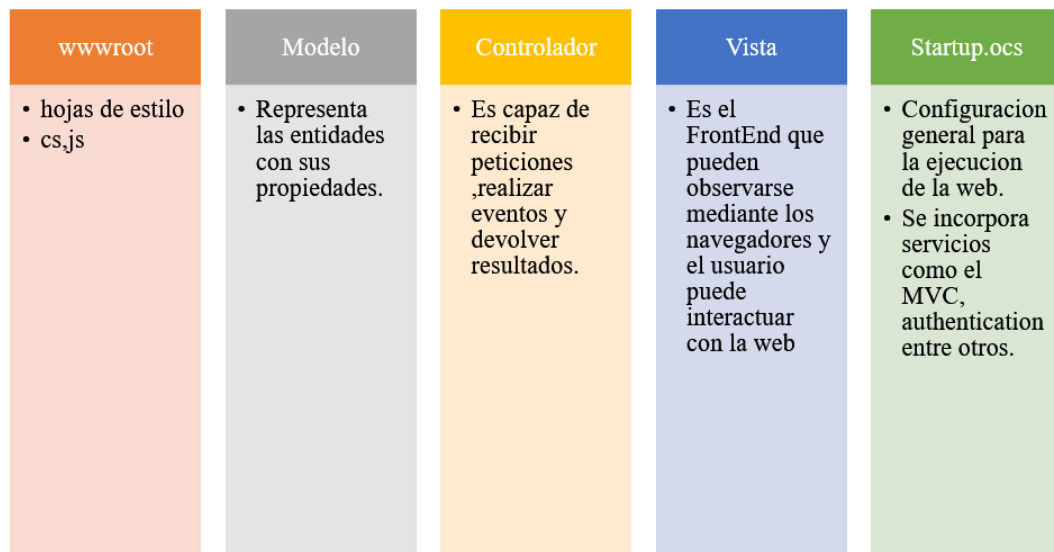 wwwroot
• hojas de estilo
• cs,js
Modelo
• Representa
las entidades
con sus
propiedades.
Controlador
• Es capaz de
recibir
peticiones
,realizar
eventos y
devolver
resultados.
Vista
• Es el
FrontEnd que
pueden
observarse
mediante los
navegadores y
el usuario
puede
interactuar
con la web
Startup.ocs
• Configuracion
general para
la ejecucion
de la web.
• Se incorpora
servicios
como el
MVC,
authentication
entre otros.